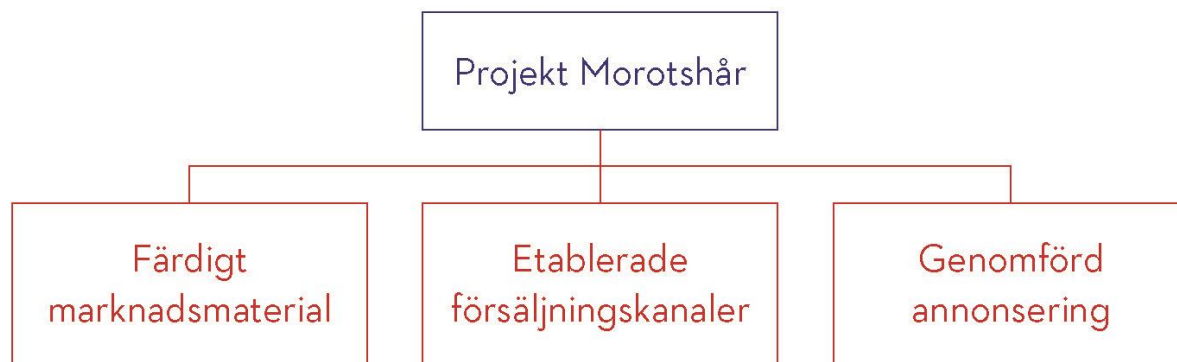 Projekt Morotshår
Färdigt
marknadsmaterial
Etablerade
försäljningskanaler
Genomförd
annonsering